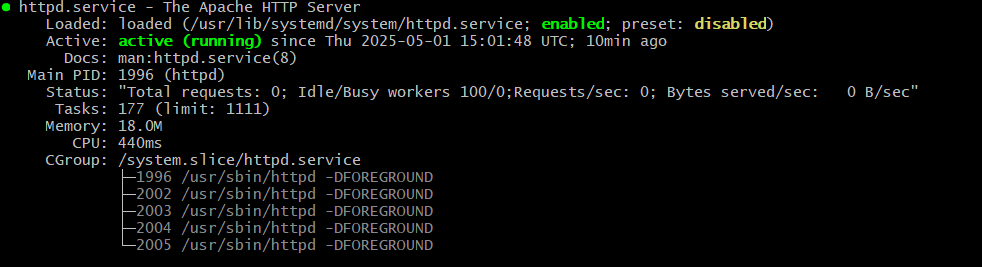 ● httpd.service - The Apache HTTP Server
     Loaded: loaded (/usr/lib/systemd/system/httpd.service; enabled; preset: disabled)
     Active: active (running) since Thu 2025-05-01 15:01:48 UTC; 10min ago
       Docs: man:httpd.service(8)
   Main PID: 1996 (httpd)
     Status: "Total requests: 0; Idle/Busy workers 100/0;Requests/sec: 0; Bytes served/sec:   0 B/sec"
      Tasks: 177 (limit: 1111)
     Memory: 18.0M
        CPU: 440ms
     CGroup: /system.slice/httpd.service
             ├─1996 /usr/sbin/httpd -DFOREGROUND
             ├─2002 /usr/sbin/httpd -DFOREGROUND
             ├─2003 /usr/sbin/httpd -DFOREGROUND
             ├─2004 /usr/sbin/httpd -DFOREGROUND
             └─2005 /usr/sbin/httpd -DFOREGROUND